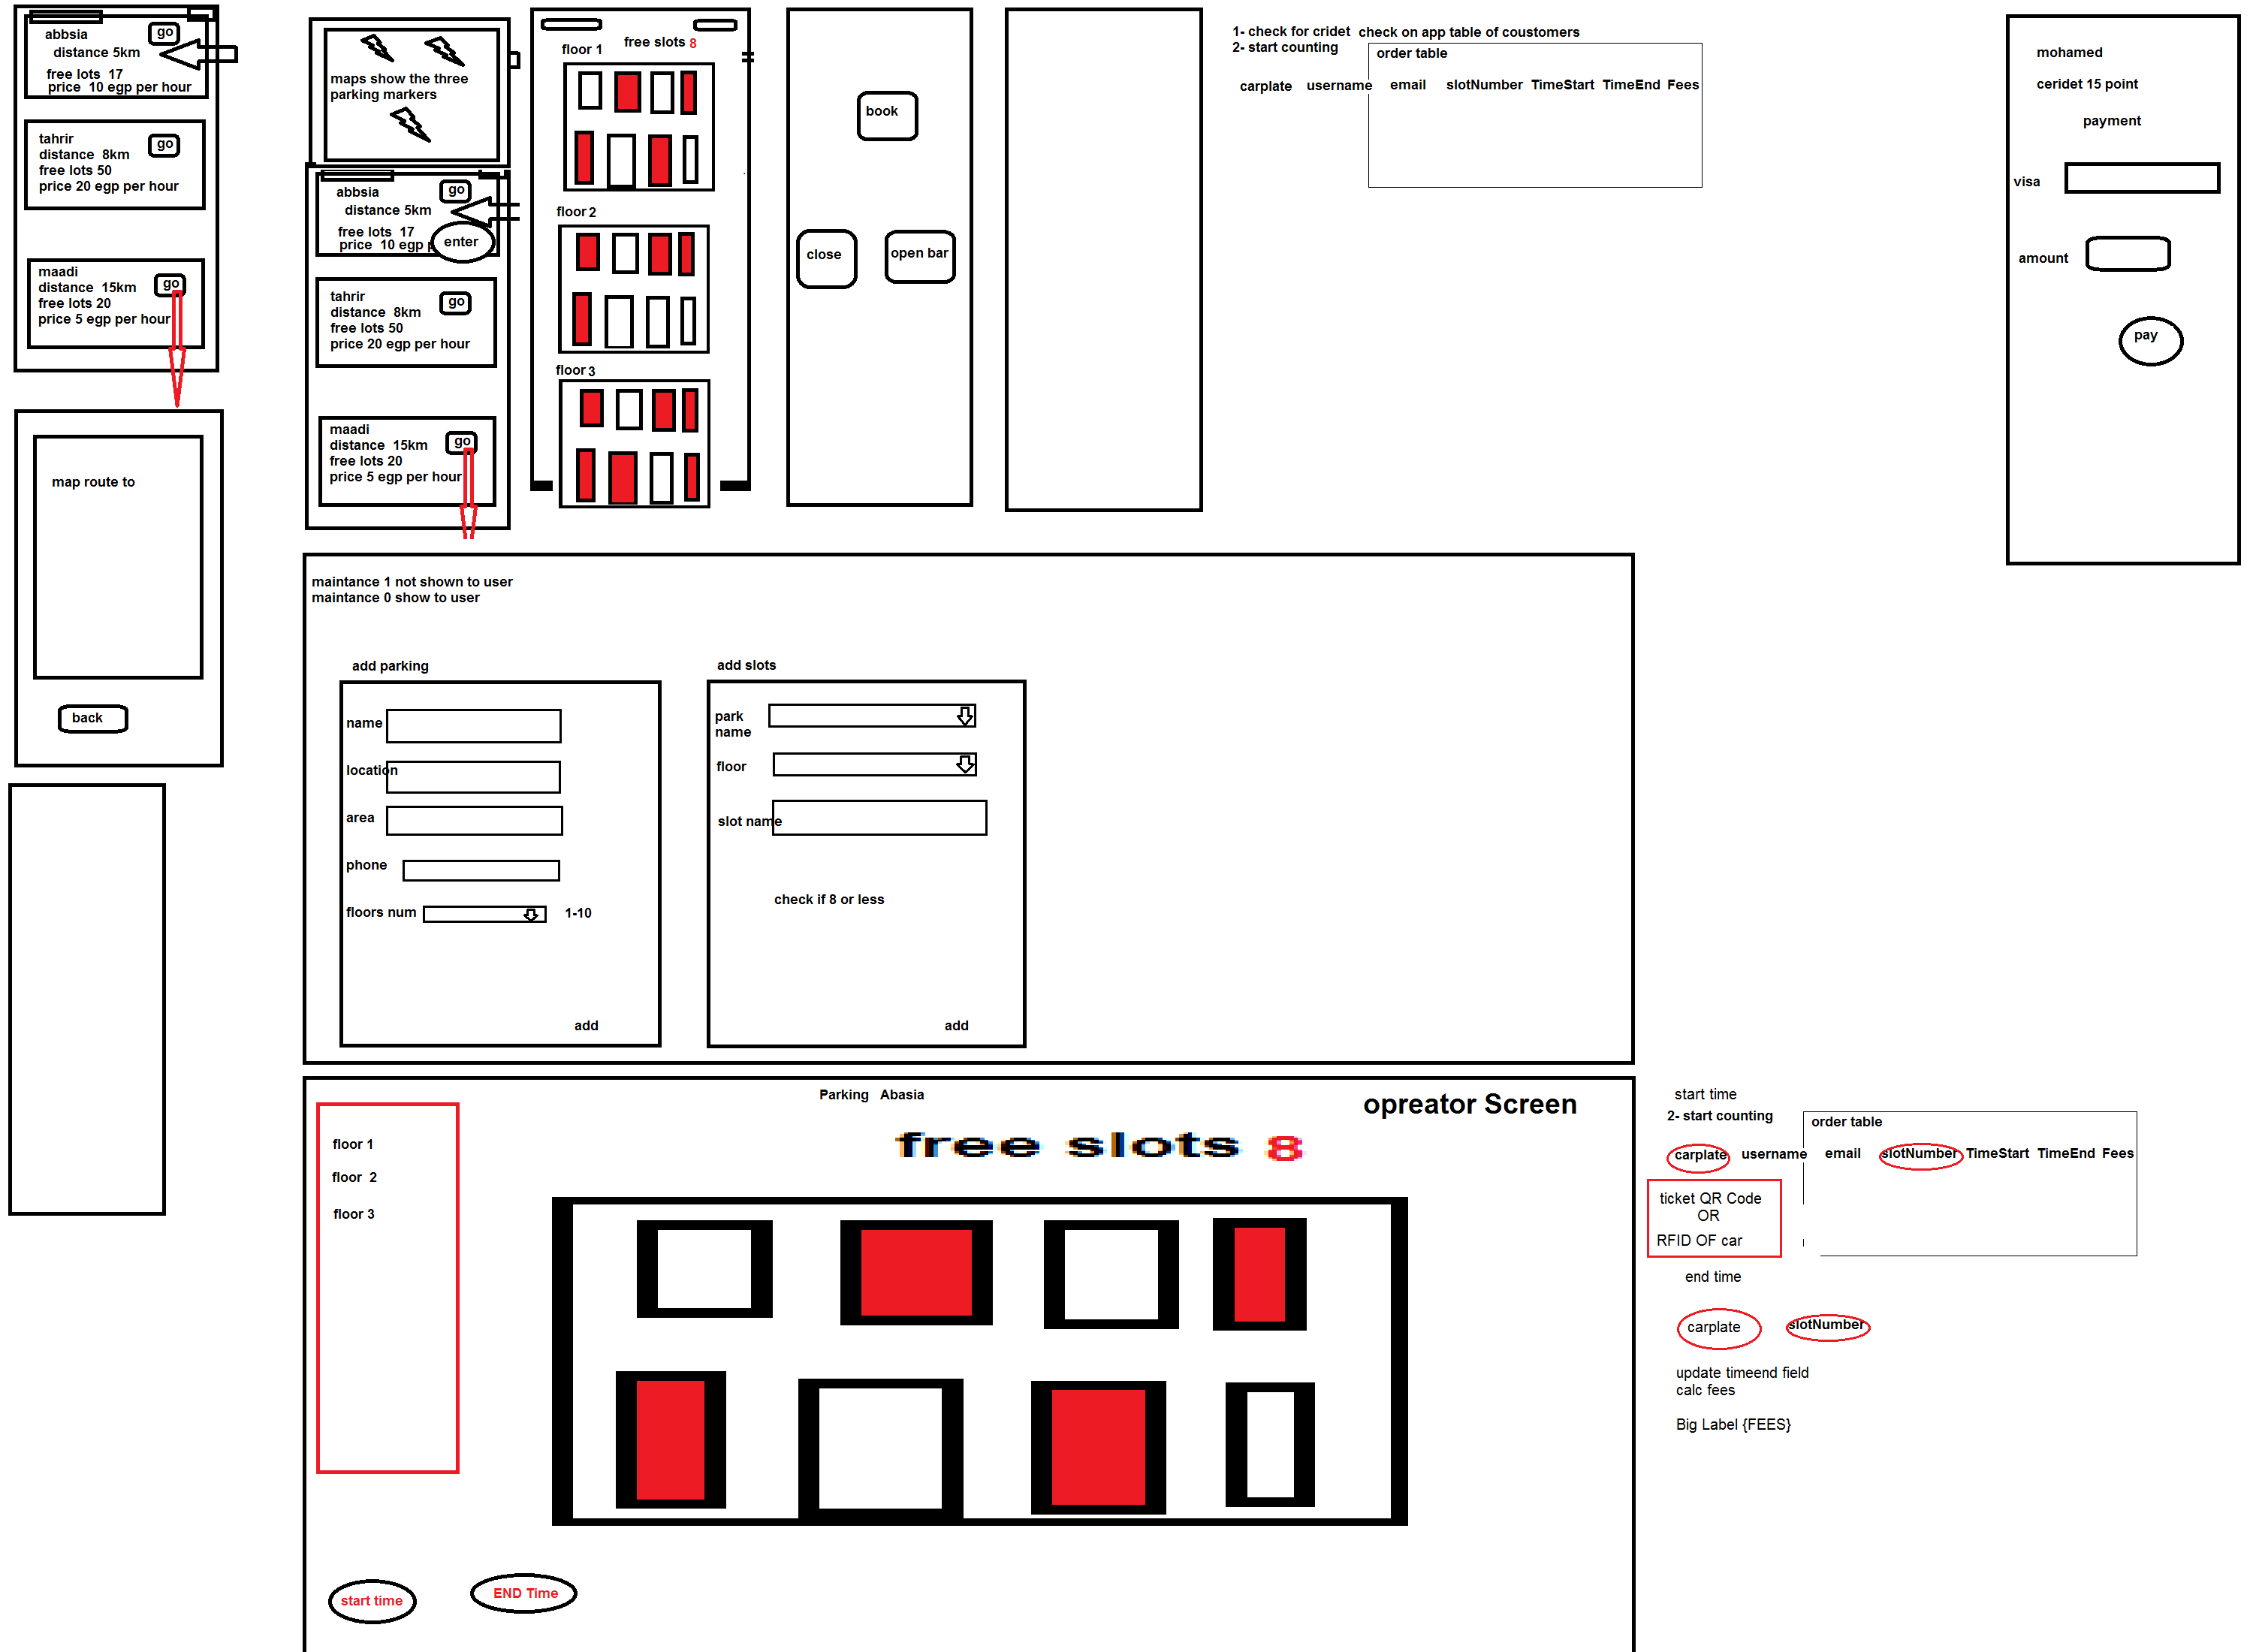 abbsia
go
distance 5km
free lots  17
price  10 egp per hour
tahrir
go
distance  8km
free lots 50
price 20 egp per hour
maadi
go
distance  15km
free lots 20
price 5 egp per hour
map route to
back
maps show the three
parking markers
abbsia
go
distance 5km
free lots  17
price  10 egp p
enter
tahrir
go
distance  8km
free lots 50
price 20 egp per hour
maadi
go
distance  15km
free lots 20
price 5 egp per hour
floor 1
free slots 8
floor 2
floor 3
book
close
open bar
1- check for cridet  check on app table of coustomers
2- start counting
order table
carplate  username  email  slotNumber  TimeStart  TimeEnd  Fees
mohamed
ceridet 15 point
payment
visa
amount
pay
maintance 1 not shown to user
maintance 0 show to user
add parking
name
location
area
phone
floors num
1-10
add
add slots
park
name
floor
slot name
check if 8 or less
add
Parking   Abasia
opreator Screen
free slots 8
floor 1
floor  2
floor 3
start time
END Time
start time
2- start counting
order table
carplate  username  email  slotNumber  TimeStart  TimeEnd  Fees
ticket QR Code
OR
RFID OF car
end time
carplate  slotNumber
update timeend field
calc fees
Big Label {FEES}